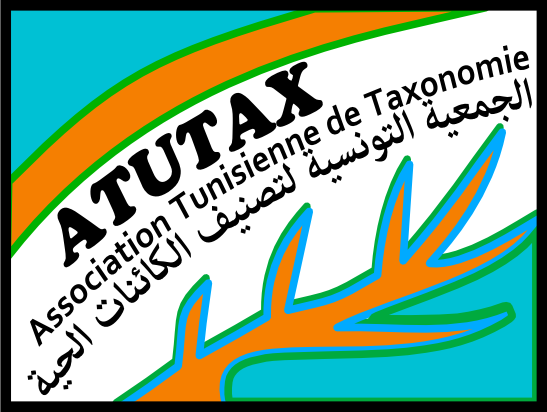 ATUTAX
Association Tunisienne de Taxonomie
الجمعية التونسية لتصنيف الكائنات الحية